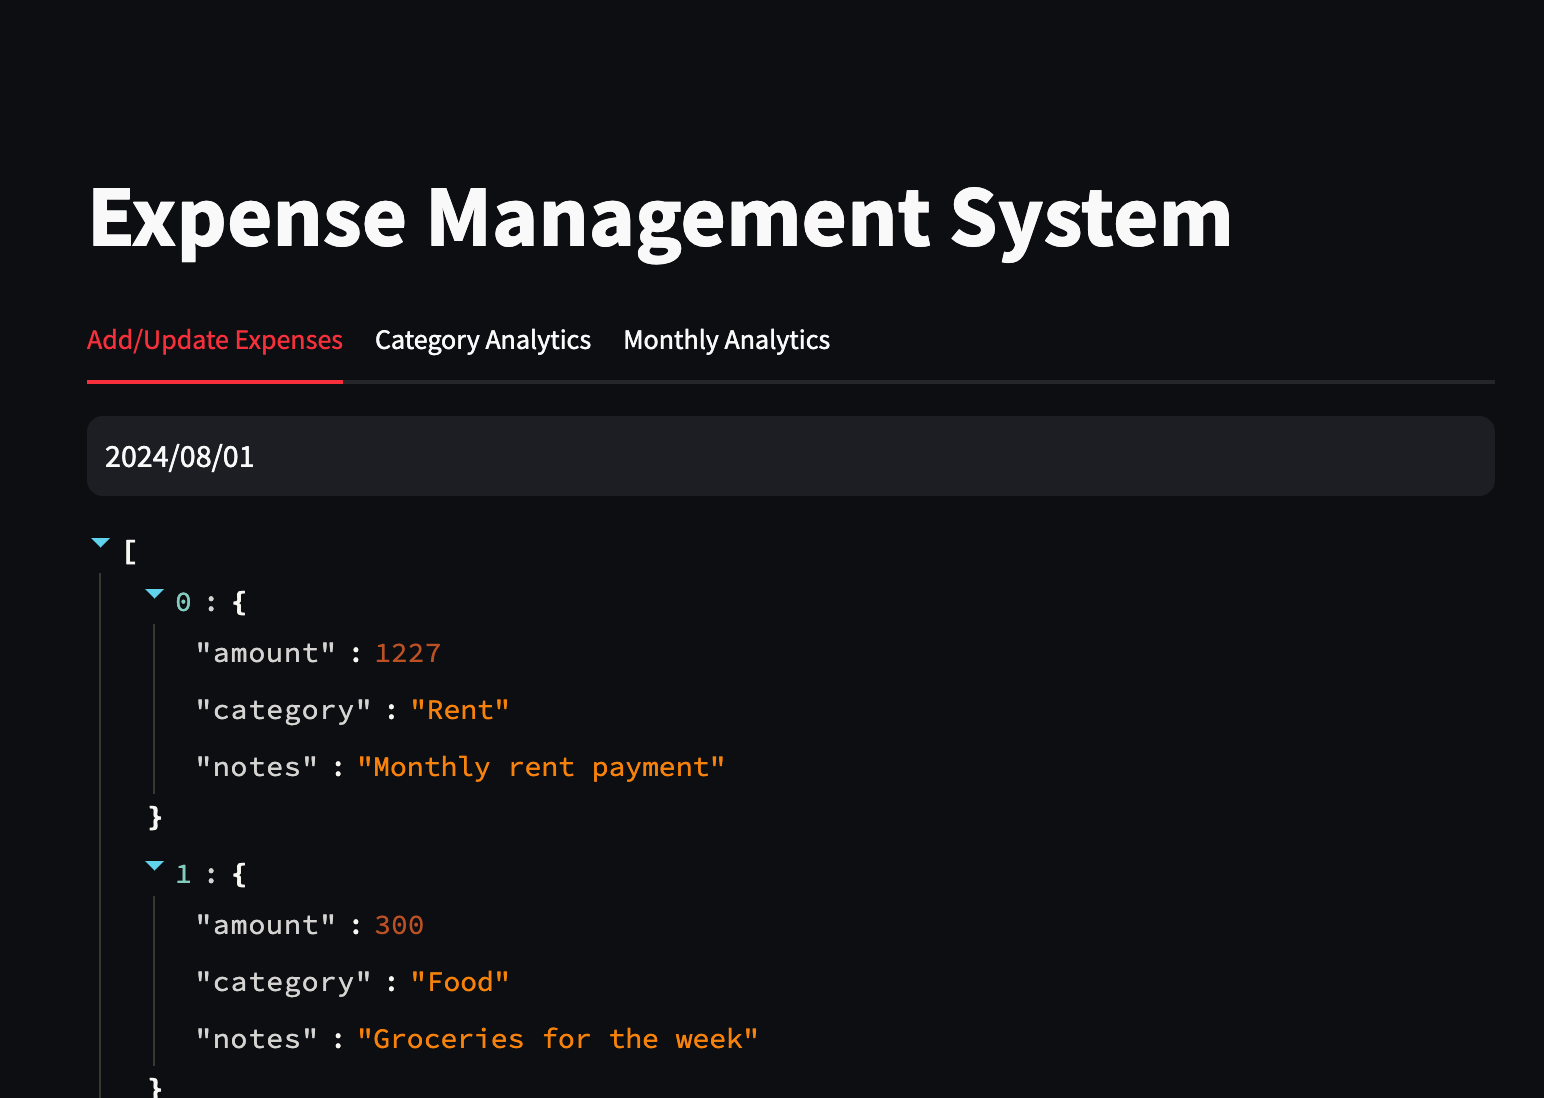 Expense Management System
Add/Update Expenses Category Analytics Monthly Analytics
2024/08/01
[
0 : {
"amount" : 1227
"category" : "Rent"
"notes" : "Monthly rent payment"
}
1 : {
"amount" : 300
"category" : "Food"
"notes" : "Groceries for the week"
}